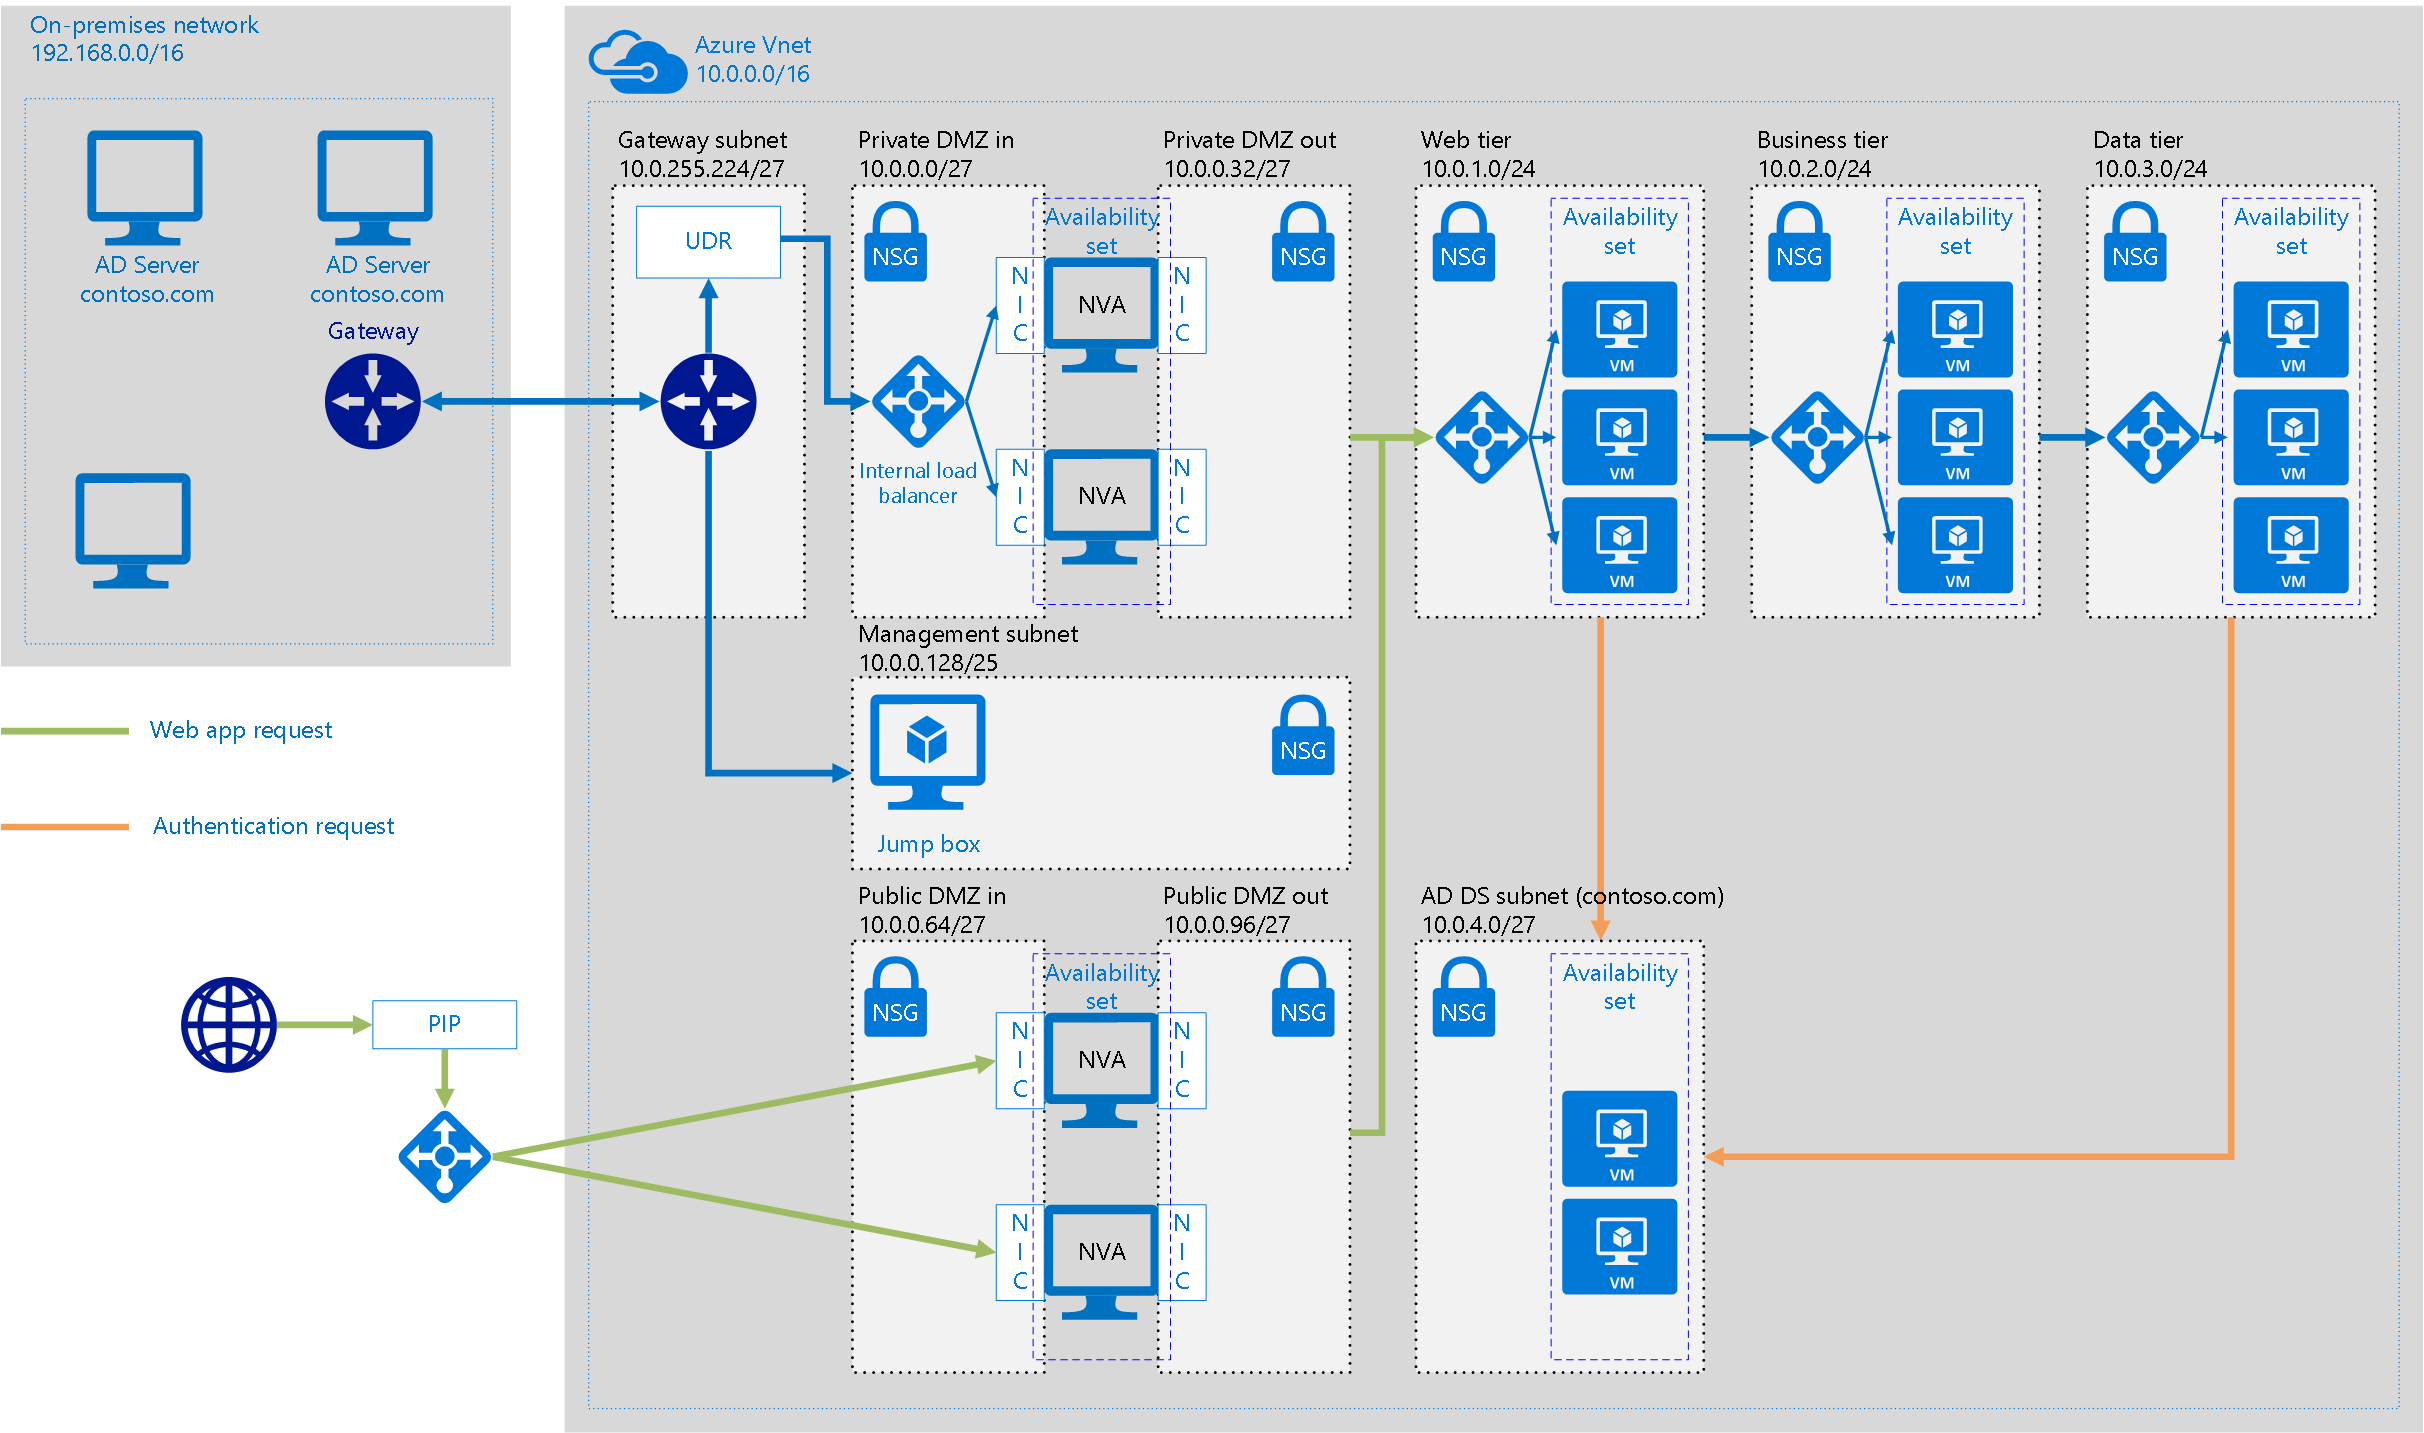 On-premises network
192.168.0.0/16
AD Server
contoso.com
AD Server
contoso.com
Gateway
Web app request
Authentication request
PIP
Azure Vnet
10.0.0.0/16
Gateway subnet
10.0.255.224/27
UDR
Private DMZ in
10.0.0.0/27
NSG
Internal load
balancer
Availability
set
N
I
C
NVA
N
I
C
N
I
C
NVA
N
I
C
Private DMZ out
10.0.0.32/27
NSG
Web tier
10.0.1.0/24
NSG
Availability
set
VM
VM
VM
Business tier
10.0.2.0/24
NSG
Availability
set
VM
VM
VM
Data tier
10.0.3.0/24
NSG
Availability
set
VM
VM
VM
Management subnet
10.0.0.128/25
Jump box
NSG
Public DMZ in
10.0.0.64/27
NSG
Availability
set
N
I
C
NVA
N
I
C
N
I
C
NVA
N
I
C
Public DMZ out
10.0.0.96/27
NSG
AD DS subnet (contoso.com)
10.0.4.0/27
NSG
Availability
set
VM
VM